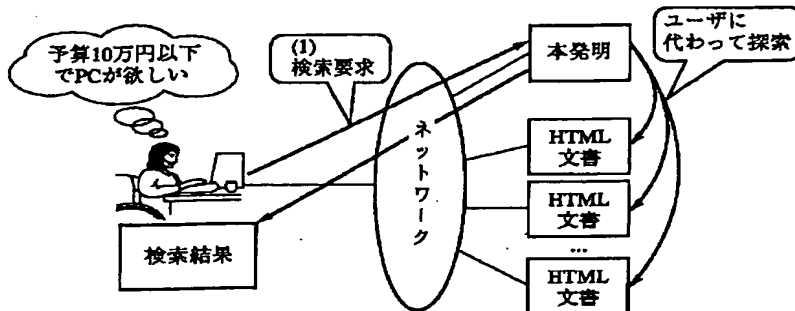 予算10万円以下
でPCが欲しい
(1)
検索要求
本発明
ユーザに
代わって探索
ネットワーク
HTML
文書
HTML
文書
...
HTML
文書
検索結果